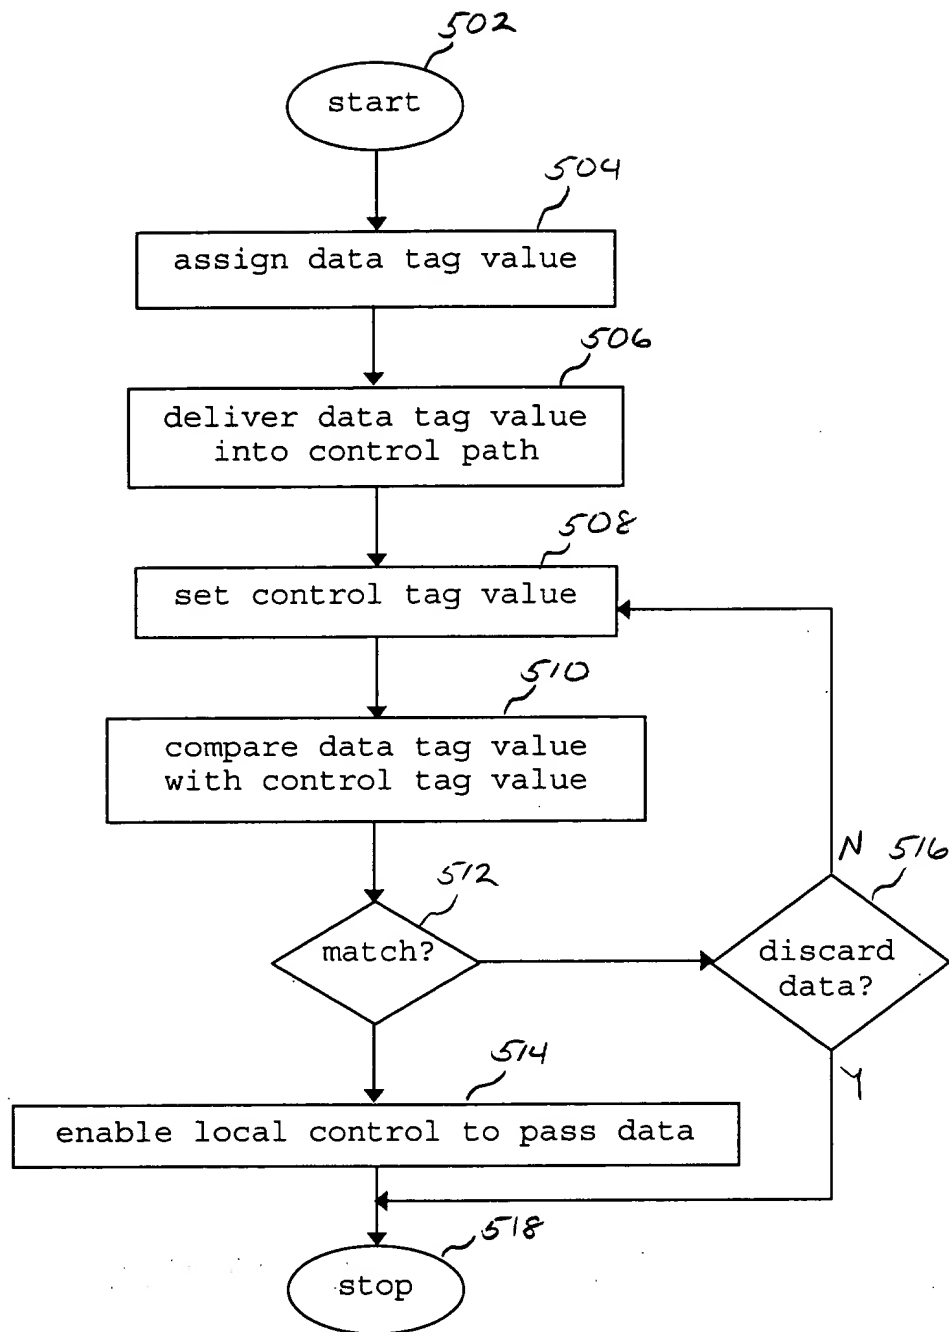 502
start
504
assign data tag value
506
deliver data tag value
into control path
508
set control tag value
510
compare data tag value
with control tag value
512
match?
N
516
discard
data?
Y
514
enable local control to pass data
518
stop